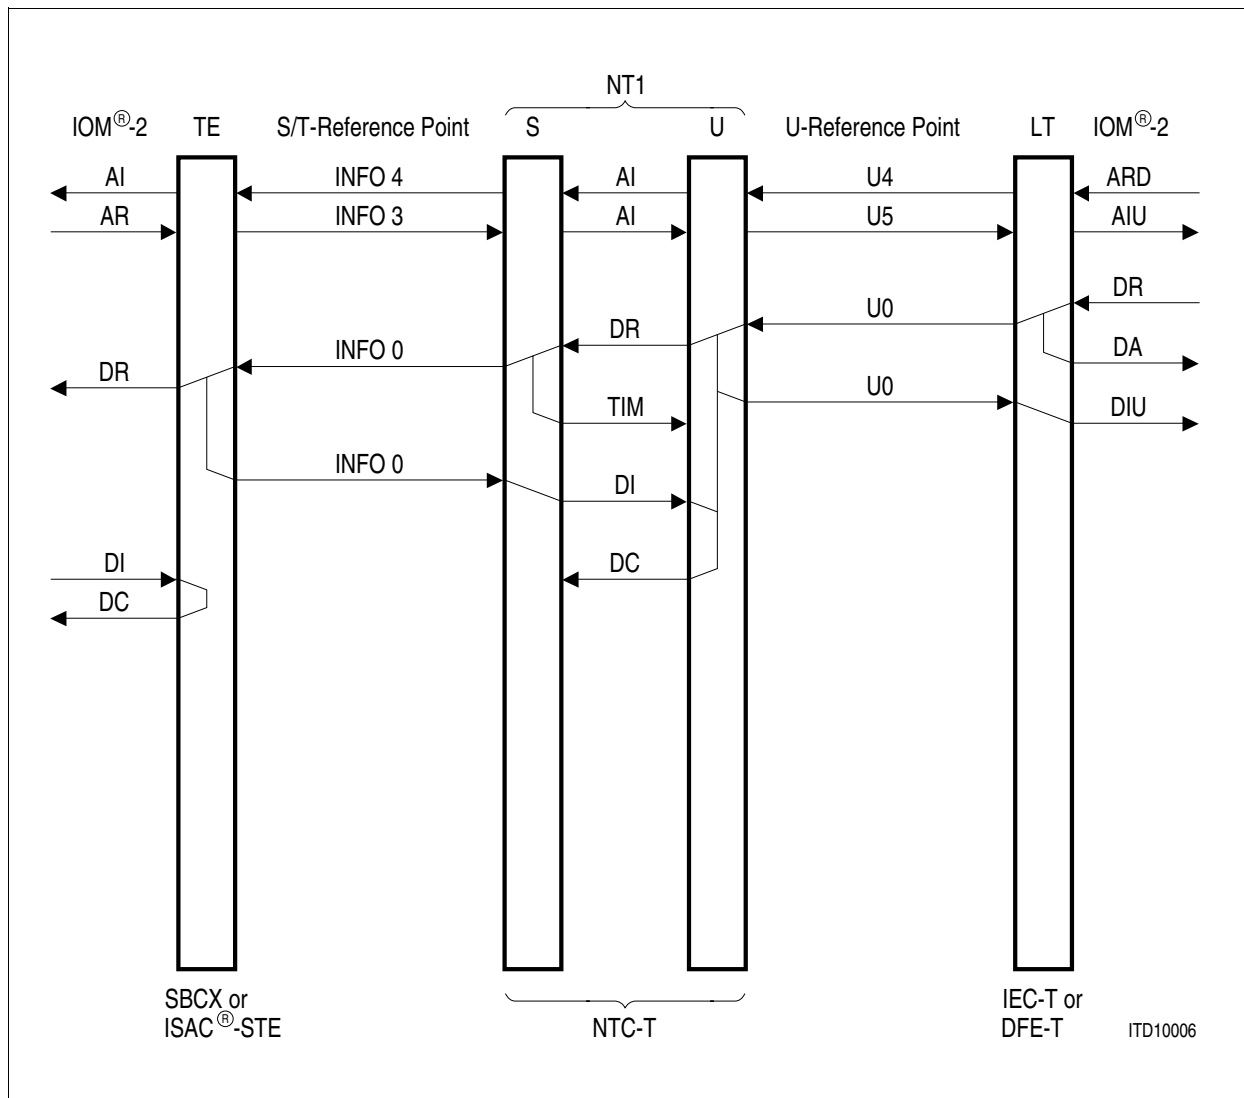 NT1
IOM®-2 TE S/T-Reference Point S U U-Reference Point LT IOM®-2
AI INFO 4 AI U4 ARD
AR INFO 3 AI U5 AIU
DR
U0
DR
INFO 0
DA
DR
U0
TIM
DIU
INFO 0
DI
DI
DC
DC
SBCX or
ISAC®-STE
NTC-T
IEC-T or
DFE-T
ITD10006